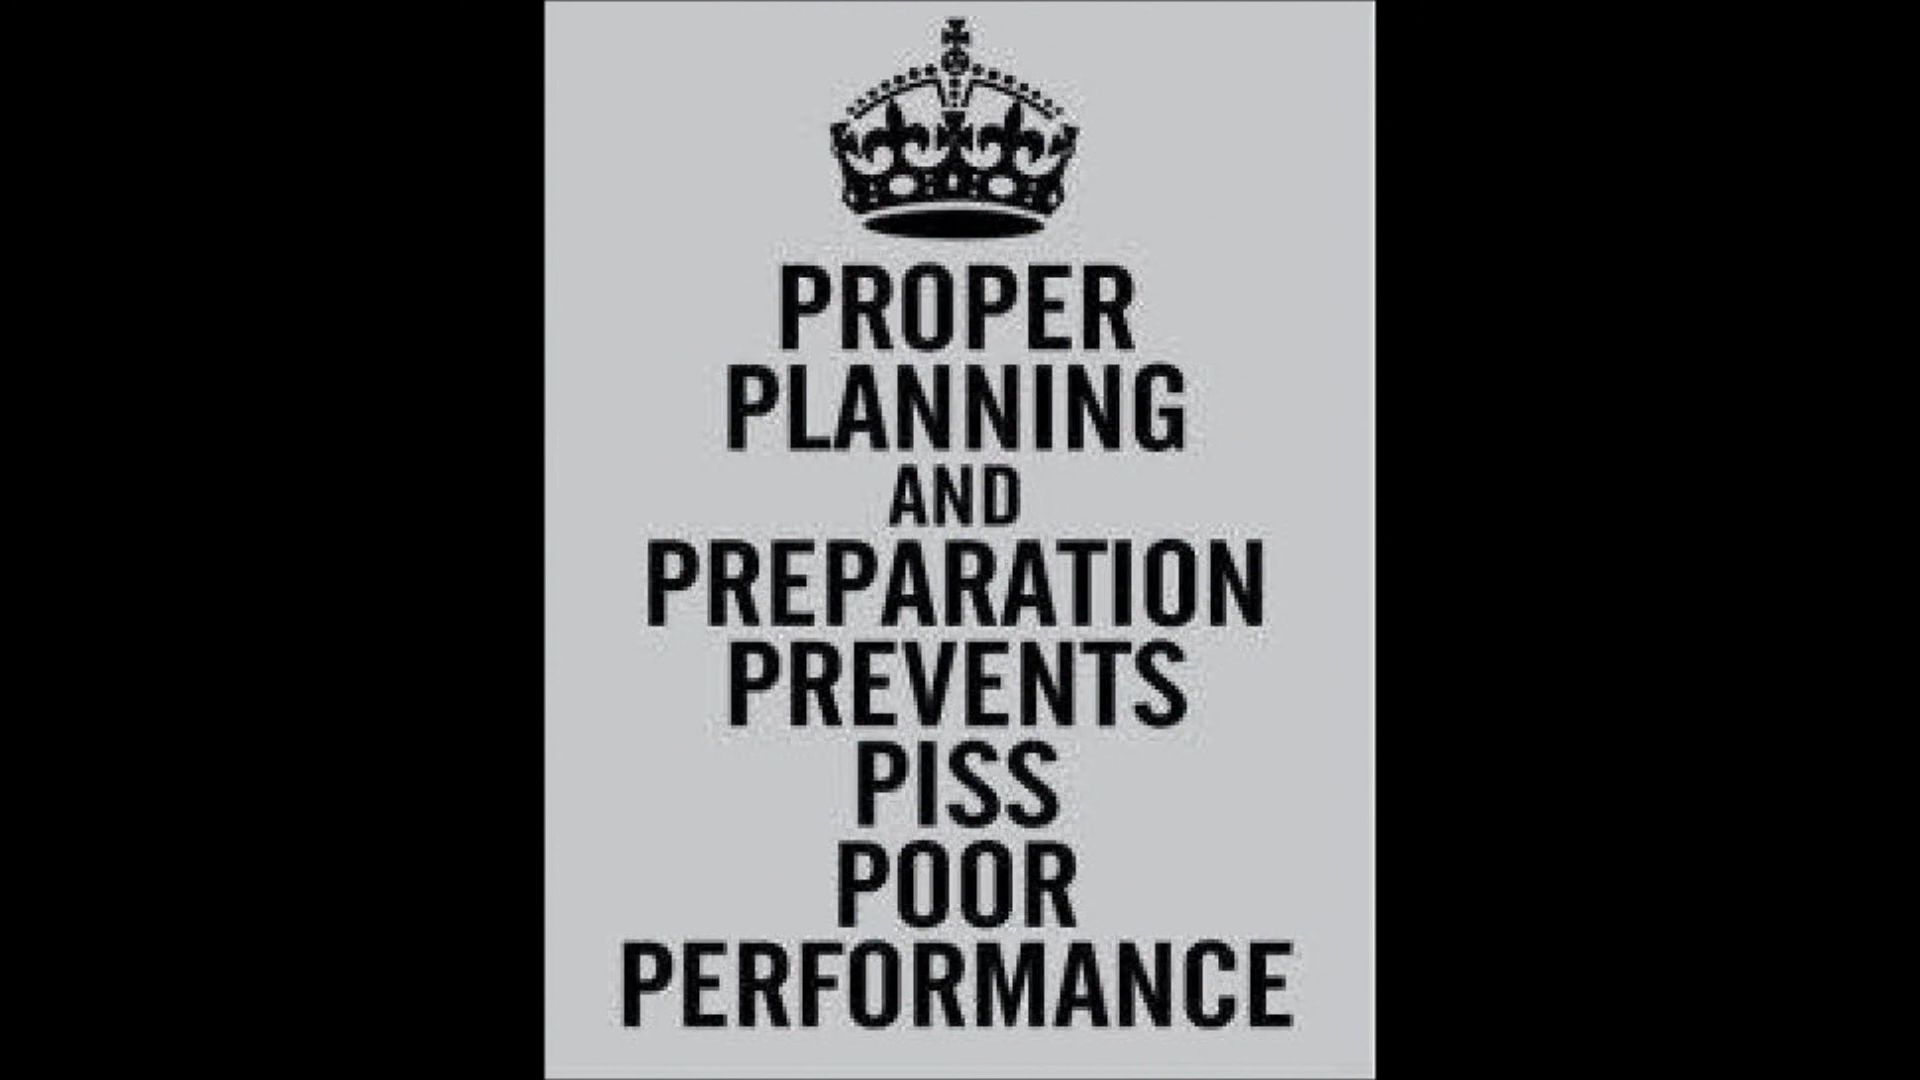 PROPER
PLANNING
AND
PREPARATION
PREVENTS
PISS
POOR
PERFORMANCE